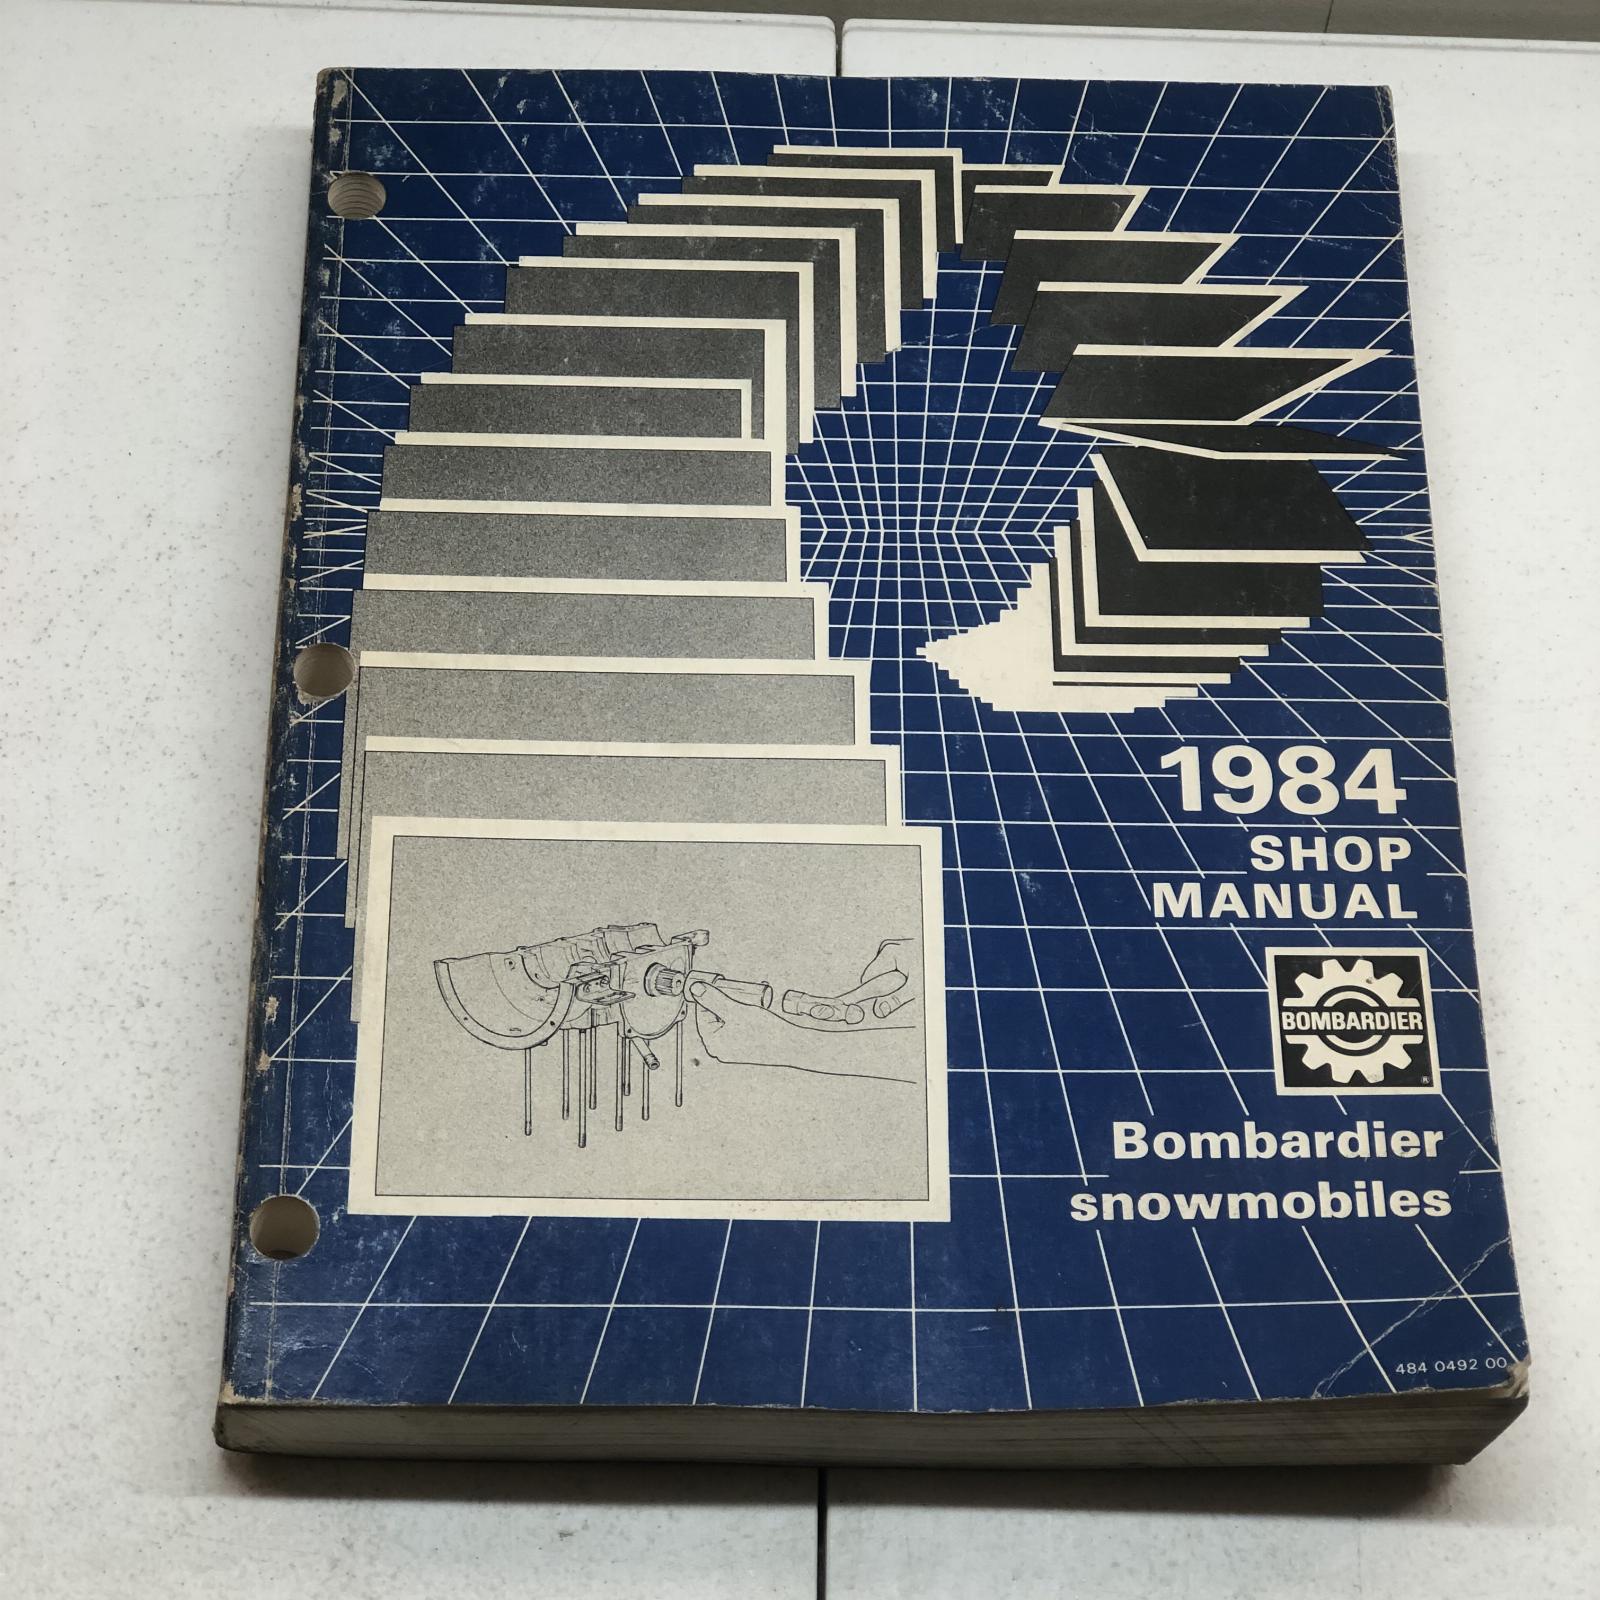 1984
SHOP
MANUAL
BOMBARDIER
®
Bombardier
snowmobiles
484 0492 00